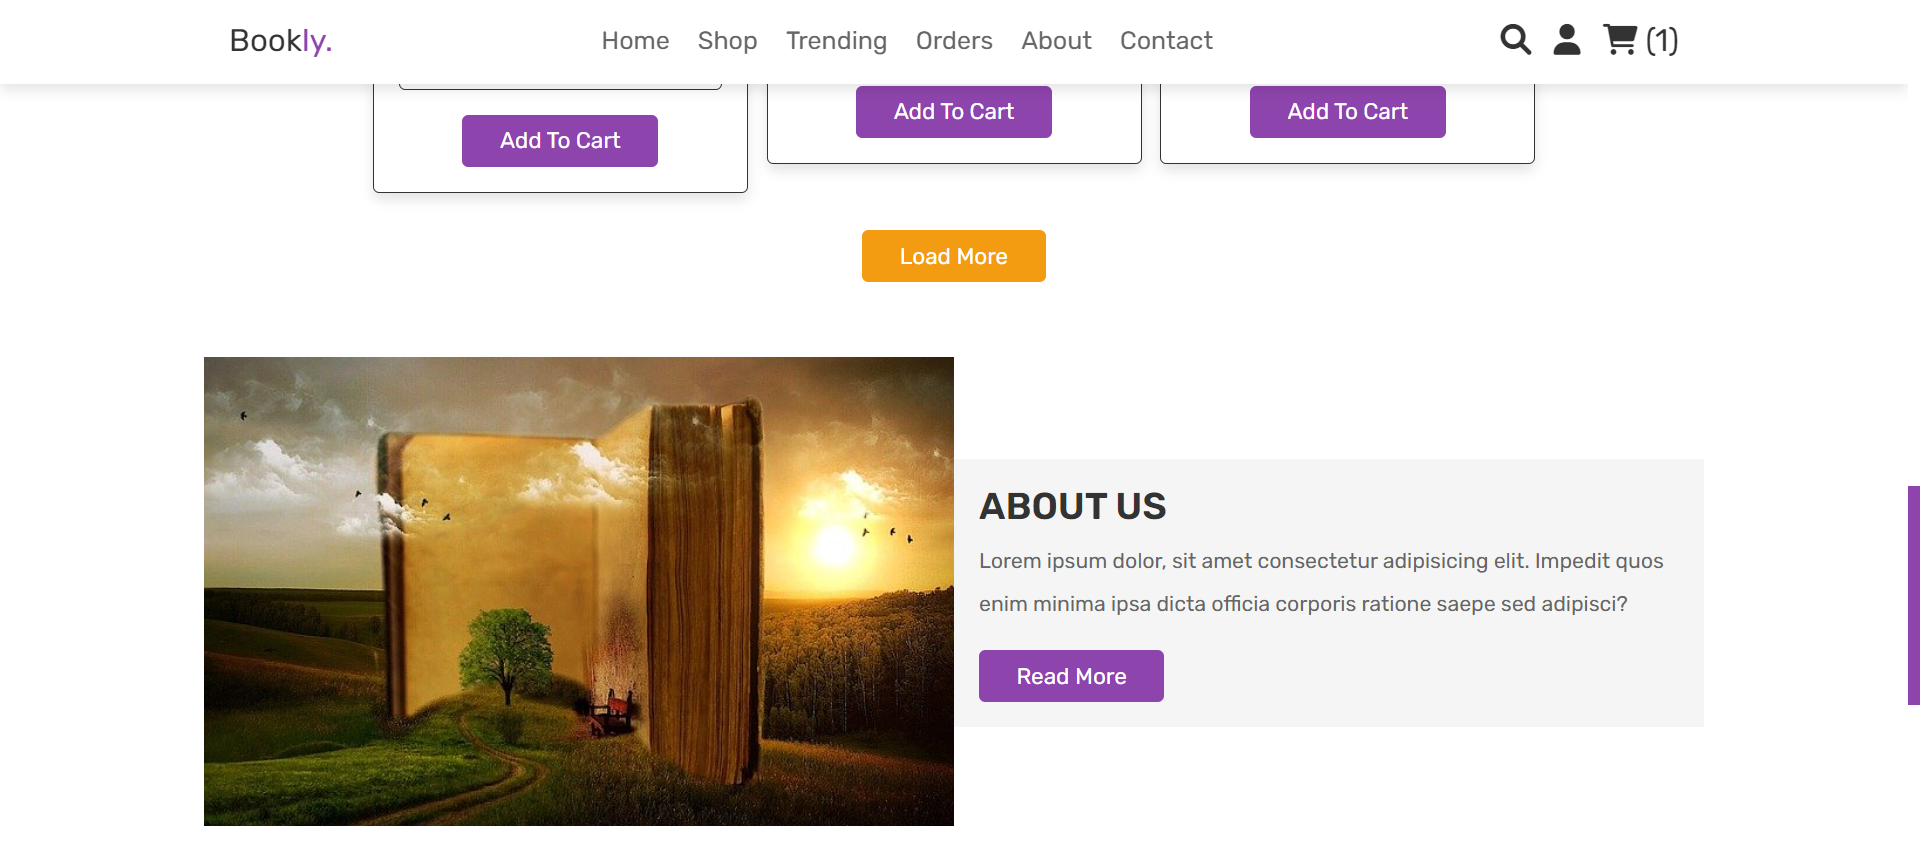 Bookly. Home Shop Trending Orders About Contact (1)
Add To Cart Add To Cart
Add To Cart
Load More
ABOUT US
Lorem ipsum dolor, sit amet consectetur adipisicing elit. Impedit quos
enim minima ipsa dicta officia corporis ratione saepe sed adipisci?
Read More